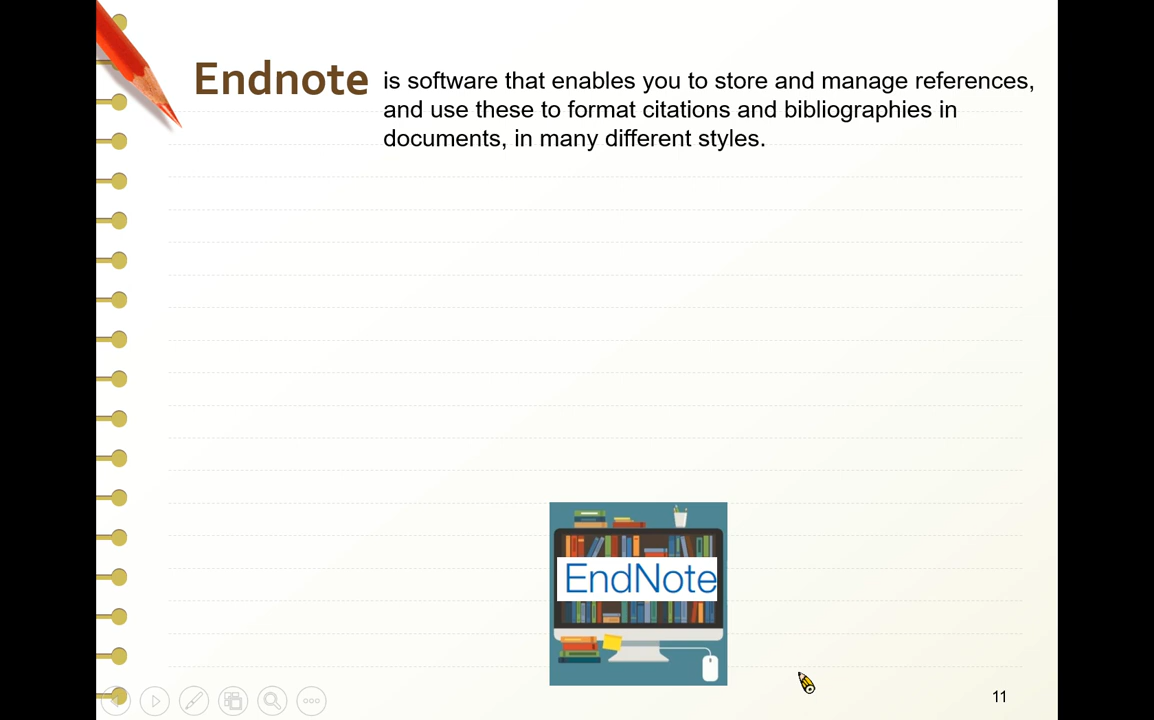 Endnote is software that enables you to store and manage references,
and use these to format citations and bibliographies in
documents, in many different styles.
EndNote
11